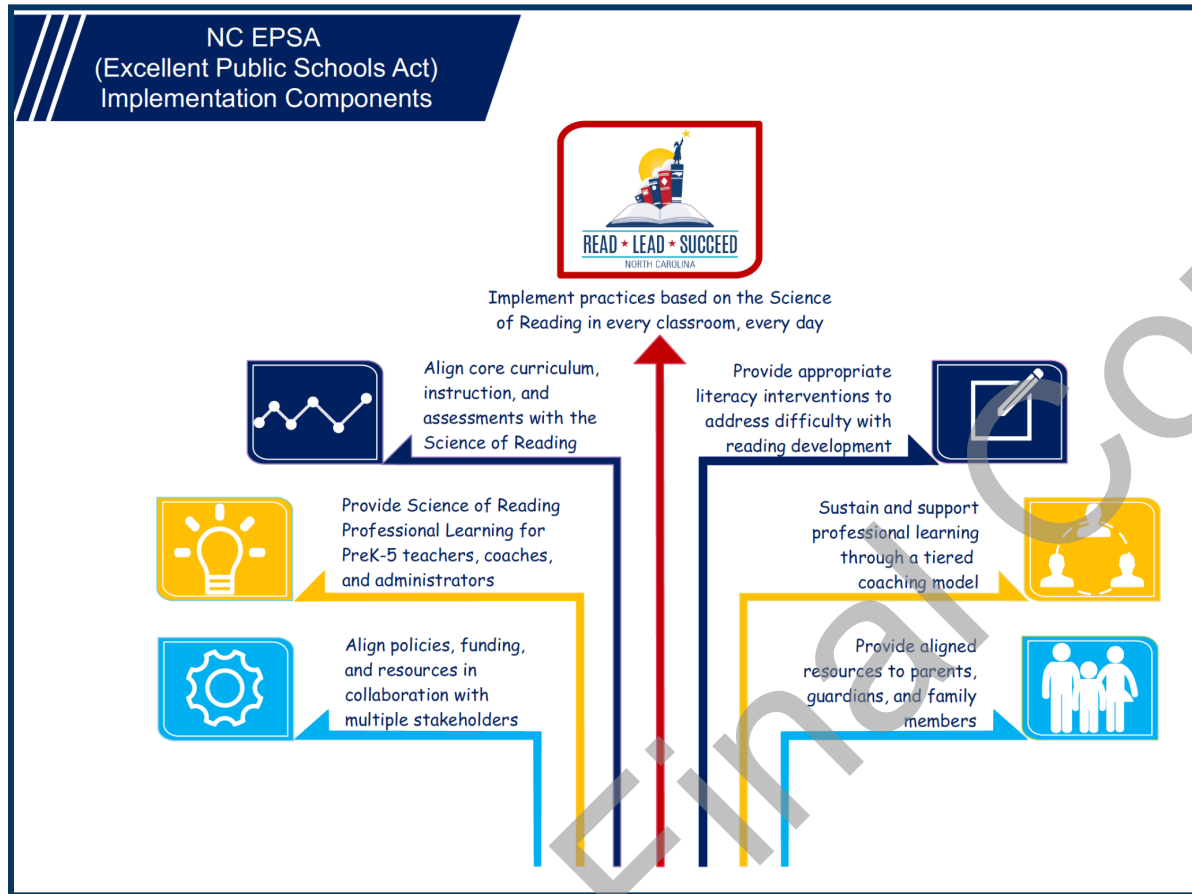 NC EPSA
(Excellent Public Schools Act)
Implementation Components
READ ★ LEAD ★ SUCCEED
NORTH CAROLINA
Implement practices based on the Science
of Reading in every classroom, every day
Align core curriculum,
instruction, and
assessments with the
Science of Reading
Provide appropriate
literacy interventions to
address difficulty with
reading development
Provide Science of Reading
Professional Learning for
PreK-5 teachers, coaches,
and administrators
Sustain and support
professional learning
through a tiered
coaching model
Align policies, funding,
and resources in
collaboration with
multiple stakeholders
Provide aligned
resources to parents,
guardians, and family
members
Final